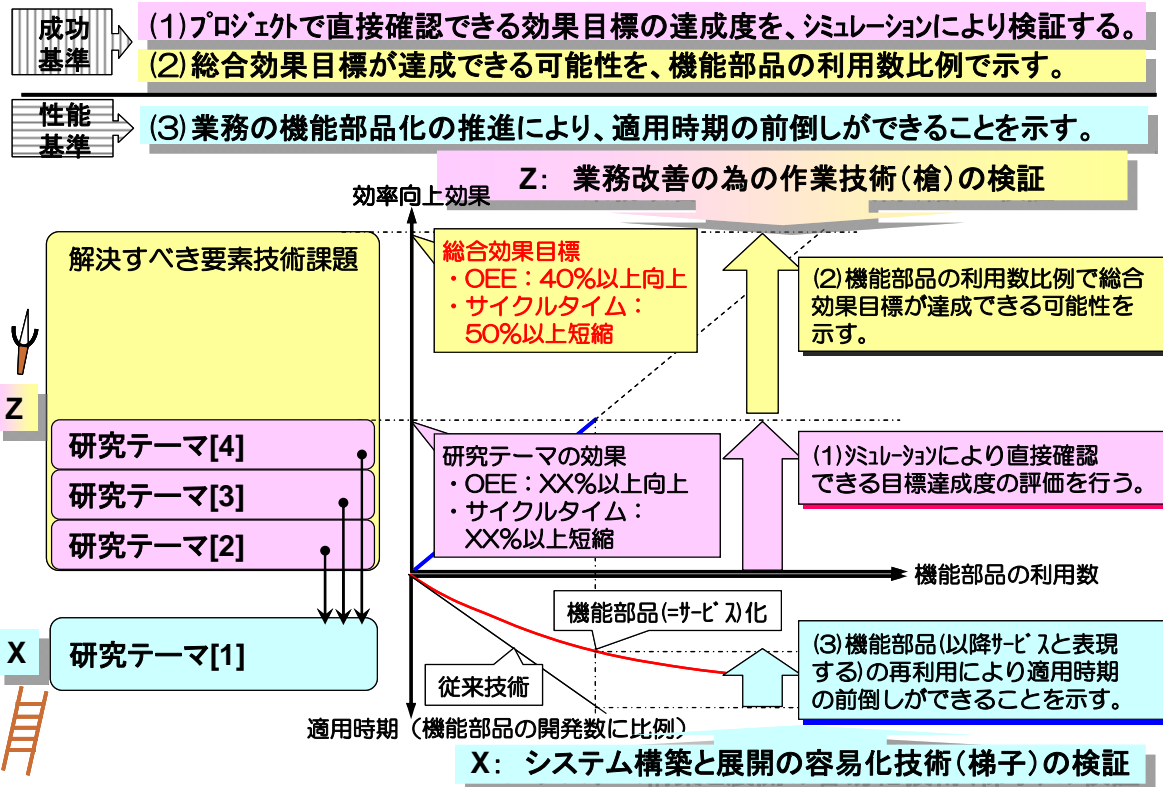 成功
基準
(1)プロジェクトで直接確認できる効果目標の達成度を、シミュレーションにより検証する。
(2)総合効果目標が達成できる可能性を、機能部品の利用数比例で示す。
性能
基準
(3)業務の機能部品化の推進により、適用時期の前倒しができることを示す。
Z: 業務改善の為の作業技術(槍)の検証
効率向上効果
解決すべき要素技術課題
総合効果目標
・OEE:40%以上向上
・サイクルタイム:
50%以上短縮
(2)機能部品の利用数比例で総合
効果目標が達成できる可能性を
示す。
Z
研究テーマ[4]
研究テーマ[3]
研究テーマ[2]
研究テーマの効果
・OEE:XX%以上向上
・サイクルタイム:
XX%以上短縮
(1)シミュレーションにより直接確認
できる目標達成度の評価を行う。
機能部品の利用数
機能部品(=サービス)化
X
研究テーマ[1]
従来技術
(3)機能部品(以降サービスと表現
する)の再利用により適用時期
の前倒しができることを示す。
適用時期(機能部品の開発数に比例)
X: システム構築と展開の容易化技術(梯子)の検証